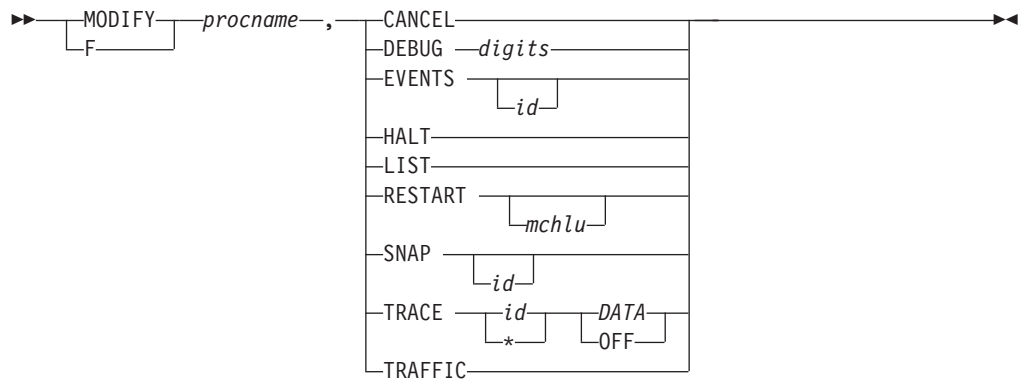 MODIFY procname , CANCEL
F DEBUG digits
EVENTS
id
HALT
LIST
RESTART
mchlu
SNAP
id
TRACE id DATA
* OFF
TRAFFIC